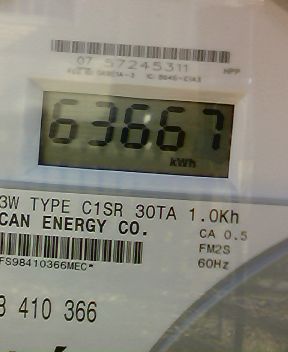 07 57245311 NPP
63667
kWh
3W TYPE C1SR 30TA 1.0Kh
CAN ENERGY CO.
CA 0.5
FM2S
60Hz
FS98410366MEC*
410 366